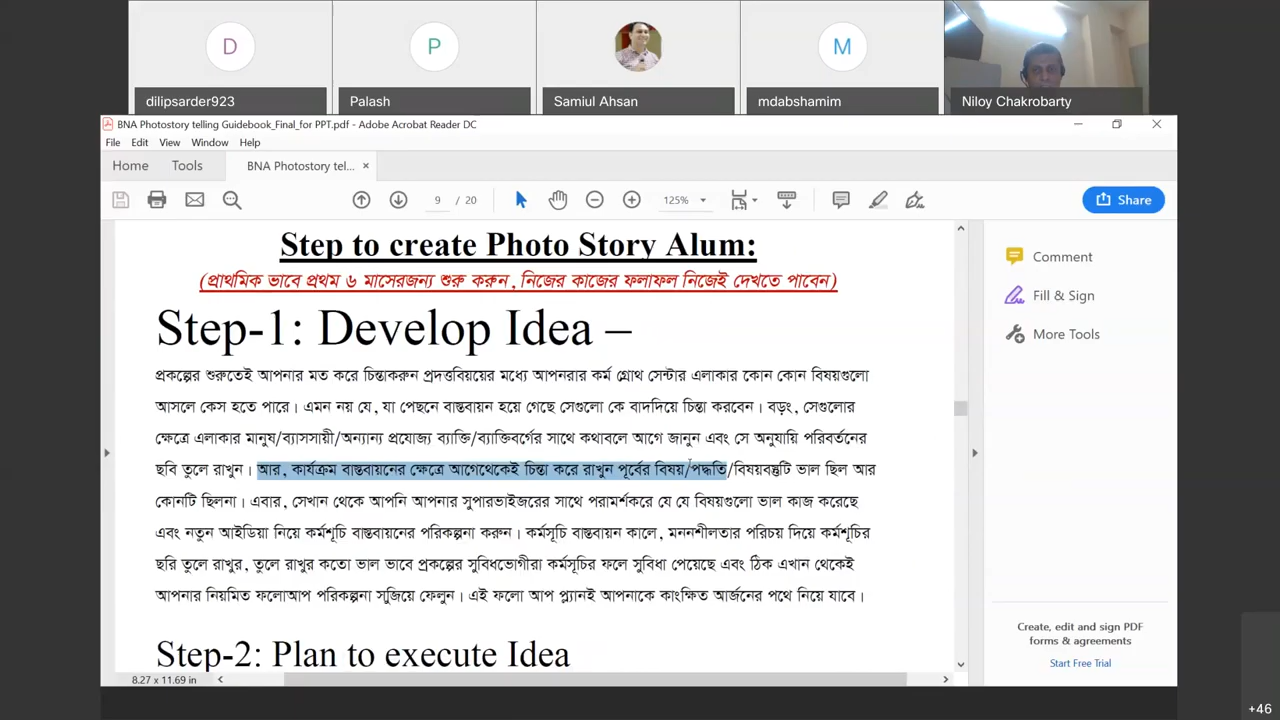 D
P
M
dilipsarder923
Palash
Samiul Ahsan
mdabshamim
Niloy Chakrobarty
BNA Photostory telling Guidebook_Final_for PPT.pdf - Adobe Acrobat Reader DC
File Edit View Window Help
Home Tools BNA Photostory tel... ×
9 / 20 125% Share
Step to create Photo Story Alum:
(প্রাথমিক ভাবে প্রথম ৬ মাসেরজন্য শুরু করুন, নিজের কাজের ফলাফল নিজেই দেখতে পাবেন)
Step-1: Develop Idea –
প্রকল্পের শুরুতেই আপনার মত করে চিন্তাকরুন প্রদত্তবিয়য়ের মধ্যে আপনরার কর্ম গ্রোথ সেন্টার এলাকার কোন কোন বিষয়গুলো
আসলে কেস হতে পারে। এমন নয় যে, যা পেছনে বাস্তবায়ন হয়ে গেছে সেগুলো কে বাদদিয়ে চিন্তা করবেন। বড়ং, সেগুলোর
ক্ষেত্রে এলাকার মানুষ/ব্যাসসায়ী/অন্যান্য প্রযোজ্য ব্যাক্তি/ব্যাক্তিবর্গের সাথে কথাবলে আগে জানুন এবং সে অনুযায়ি পরিবর্তনের
ছবি তুলে রাখুন। আর, কার্যক্রম বাস্তবায়নের ক্ষেত্রে আগেথেকেই চিন্তা করে রাখুন পূর্বের বিষয়/পদ্ধতি/বিষয়বস্তুটি ভাল ছিল আর
কোনটি ছিলনা। এবার, সেখান থেকে আপনি আপনার সুপারভাইজরের সাথে পরামর্শকরে যে যে বিষয়গুলো ভাল কাজ করেছে
এবং নতুন আইডিয়া নিয়ে কর্মশূচি বাস্তবায়নের পরিকল্পনা করুন। কর্মসূচি বাস্তবায়ন কালে, মননশীলতার পরিচয় দিয়ে কর্মশূচির
ছরি তুলে রাখুর, তুলে রাখুর কতো ভাল ভাবে প্রকল্পের সুবিধভোগীরা কর্মসূচির ফলে সুবিধা পেয়েছে এবং ঠিক এখান থেকেই
আপনার নিয়মিত ফলোআপ পরিকল্পনা সুজিয়ে ফেলুন। এই ফলো আপ প্ল্যানই আপনাকে কাংক্ষিত আর্জনের পথে নিয়ে যাবে।
Step-2: Plan to execute Idea
8.27 x 11.69 in
Comment
Fill & Sign
More Tools
Create, edit and sign PDF
forms & agreements
Start Free Trial
+46